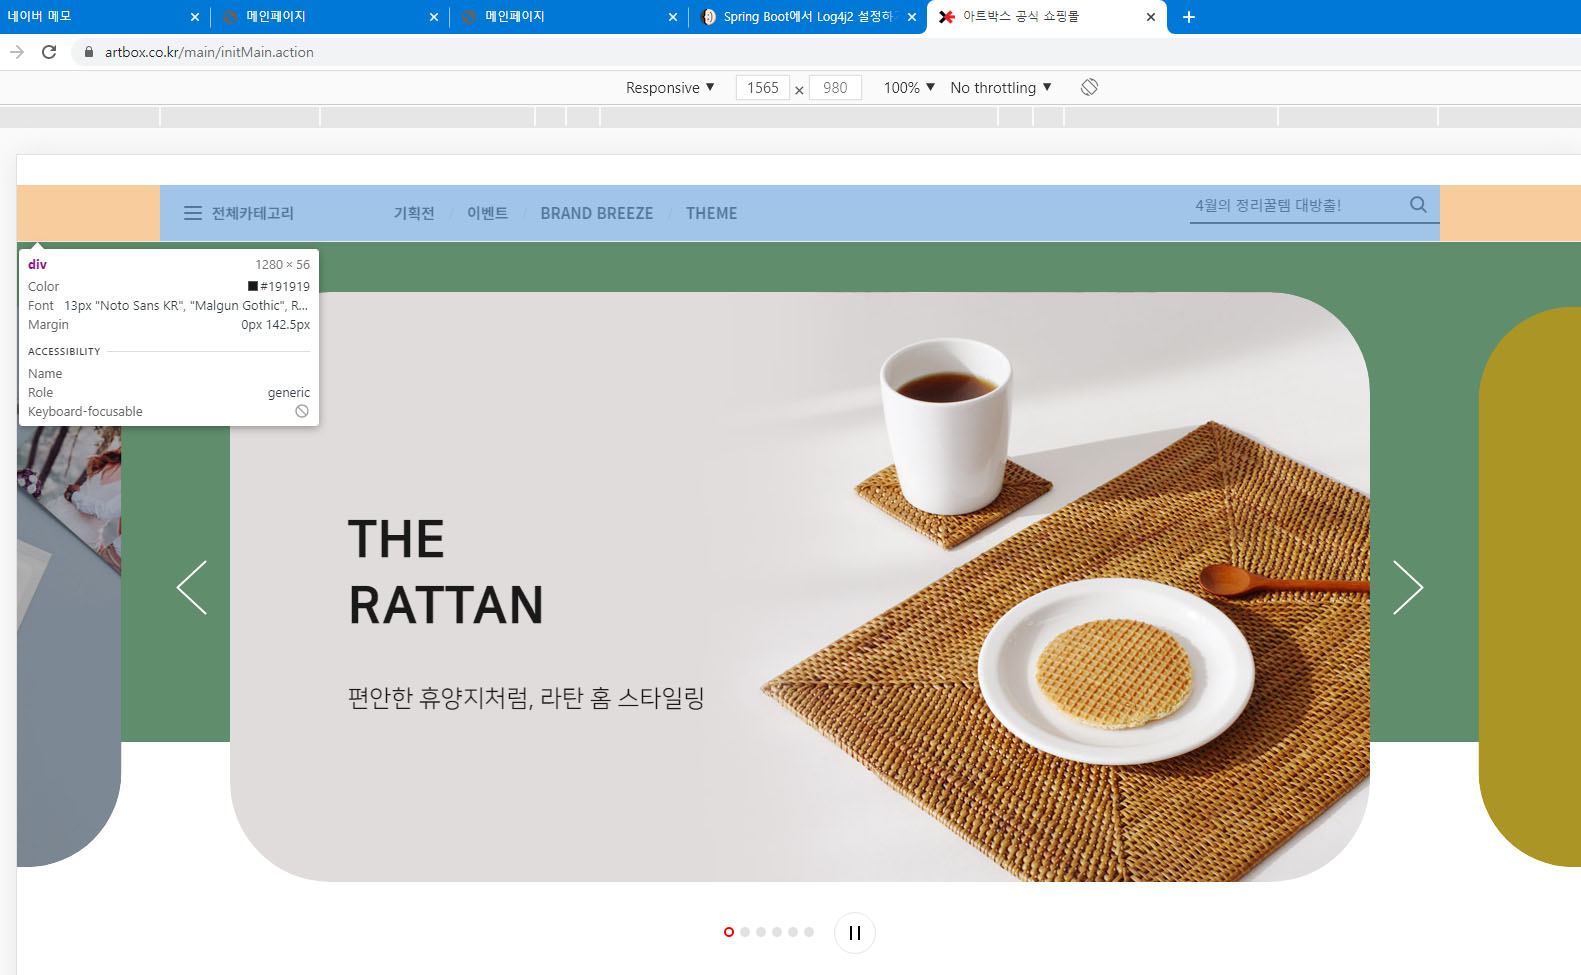 네이버 메모
메인페이지
메인페이지
Spring Boot에서 Log4j2 설정하기
아트박스 공식 쇼핑몰
artbox.co.kr/main/initMain.action
Responsive ▼ 1565 × 980 100% ▼ No throttling ▼
전체카테고리 기획전 / 이벤트 / BRAND BREEZE / THEME 4월의 정리꿀템 대방출!
div 1280 × 56
Color #191919
Font 13px "Noto Sans KR", "Malgun Gothic", R...
Margin 0px 142.5px
ACCESSIBILITY
Name
Role generic
Keyboard-focusable
THE
RATTAN
편안한 휴양지처럼, 라탄 홈 스타일링